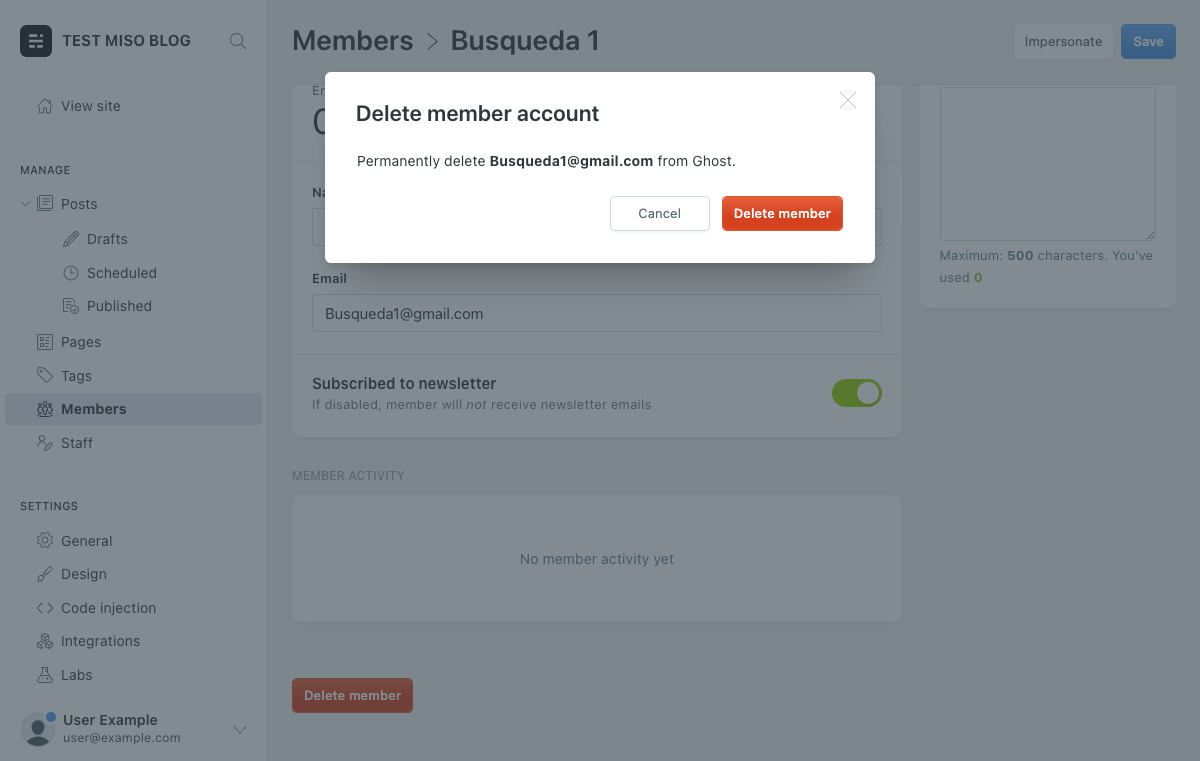 TEST MISO BLOG
View site
MANAGE
Posts
Drafts
Scheduled
Published
Pages
Tags
Members
Staff
SETTINGS
General
Design
Code injection
Integrations
Labs
User Example
user@example.com
Members > Busqueda 1
Impersonate
Save
Delete member account
Permanently delete Busqueda1@gmail.com from Ghost.
Cancel
Delete member
Email
Busqueda1@gmail.com
Subscribed to newsletter
If disabled, member will not receive newsletter emails
Maximum: 500 characters. You've
used 0
MEMBER ACTIVITY
No member activity yet
Delete member